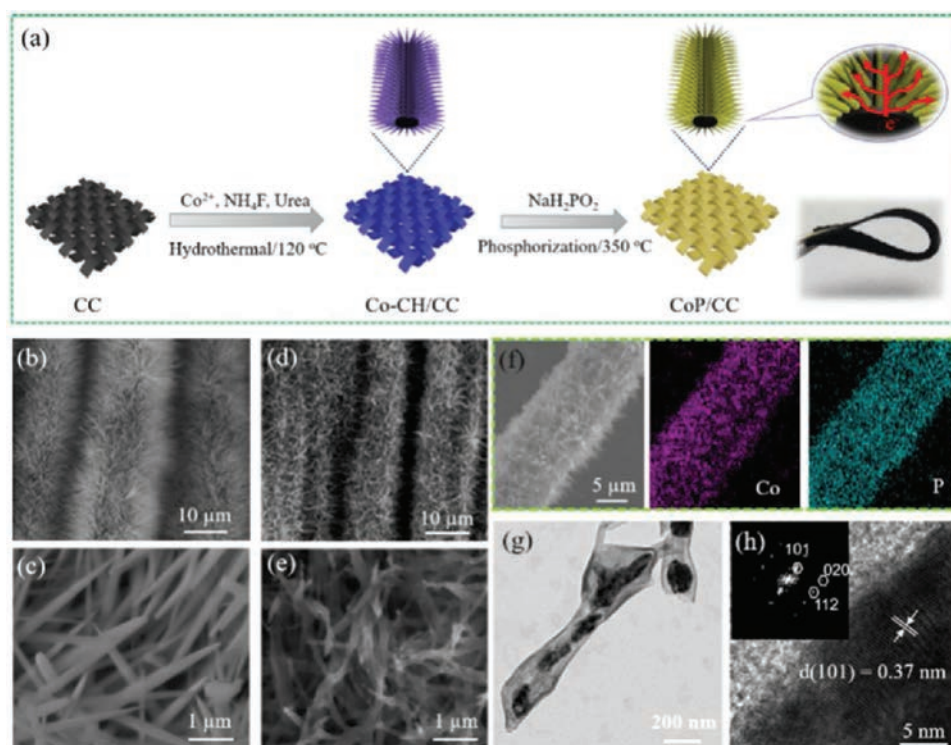 (a)
Co²⁺, NH₄F, Urea
Hydrothermal/120 °C
NaH₂PO₂
Phosphorization/350 °C
e
CC
Co-CH/CC
CoP/CC
(b)
10 µm
(d)
10 µm
(f)
5 µm
Co
P
(c)
1 µm
(e)
1 µm
(g)
200 nm
(h)
101
020
112
d(101) = 0.37 nm
5 nm